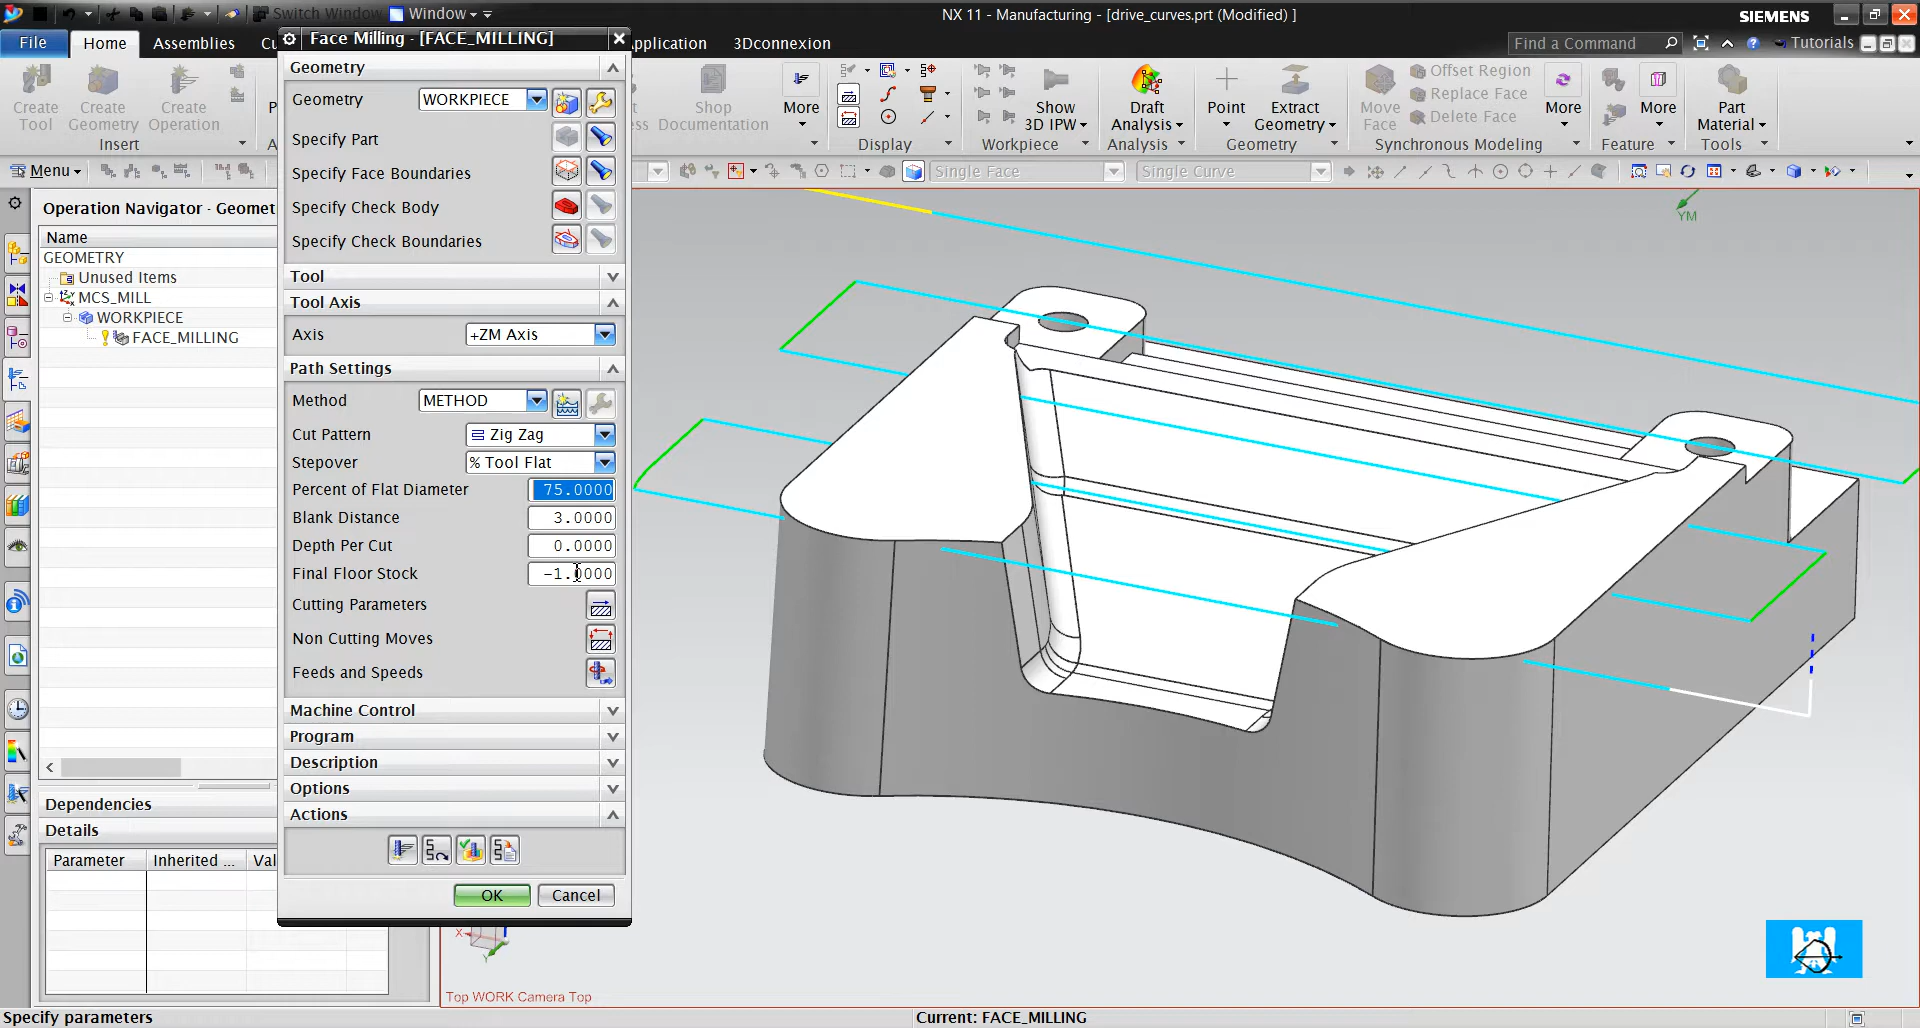 Switch Window Window NX 11 - Manufacturing - [drive_curves.prt (Modified) ] SIEMENS
File Home Assemblies Cu Application 3Dconnexion Find a Command Tutorials
Face Milling - [FACE_MILLING]
Create Tool
Create Geometry
Create Operation
Insert
Shop Documentation
More
Display
Show 3D IPW
Workpiece
Draft Analysis
Analysis
Point
Extract Geometry
Geometry
Move Face
Offset Region
Replace Face
Delete Face
More
Synchronous Modeling
More
Feature
Part Material
Tools
Menu
Single Face
Single Curve
Operation Navigator - Geomet
Name
GEOMETRY
Unused Items
MCS_MILL
WORKPIECE
FACE_MILLING
Dependencies
Details
Parameter Inherited ... Val
Geometry
Geometry WORKPIECE
Specify Part
Specify Face Boundaries
Specify Check Body
Specify Check Boundaries
Tool
Tool Axis
Axis +ZM Axis
Path Settings
Method METHOD
Cut Pattern Zig Zag
Stepover % Tool Flat
Percent of Flat Diameter 75.0000
Blank Distance 3.0000
Depth Per Cut 0.0000
Final Floor Stock -1.0000
Cutting Parameters
Non Cutting Moves
Feeds and Speeds
Machine Control
Program
Description
Options
Actions
OK Cancel
YM
X
Y
Top WORK Camera Top
Specify parameters Current: FACE_MILLING